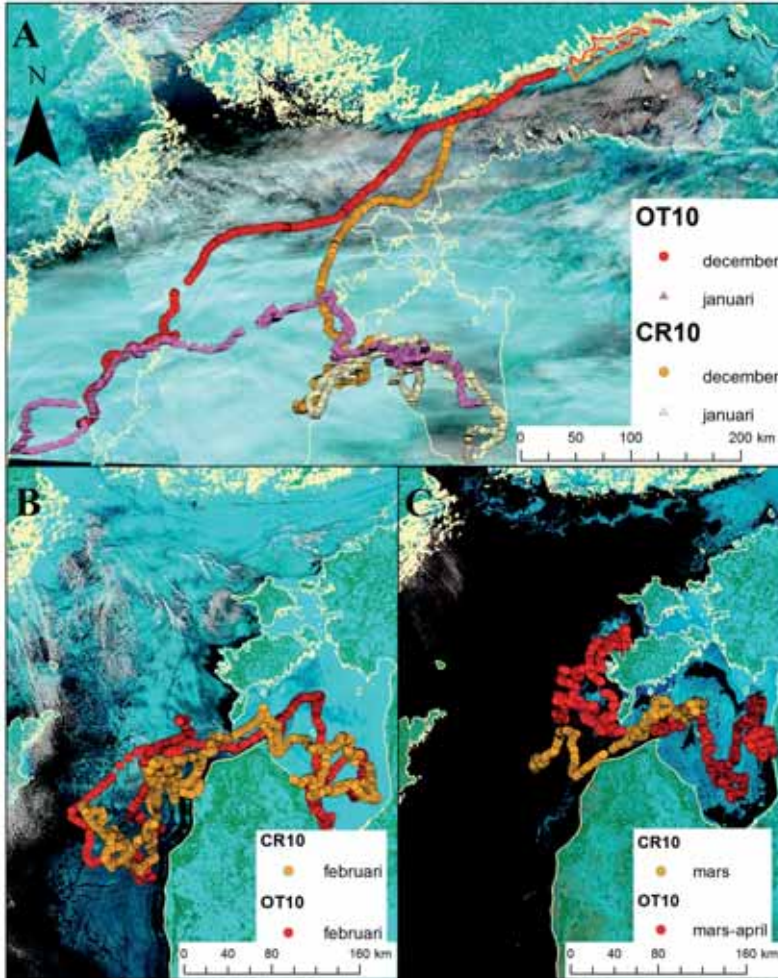 A
N
OT10
december
januari
CR10
december
januari
0 50 100 200 km
B
CR10
februari
OT10
februari
0 40 80 160 km
C
CR10
mars
OT10
mars-april
0 40 80 160 km